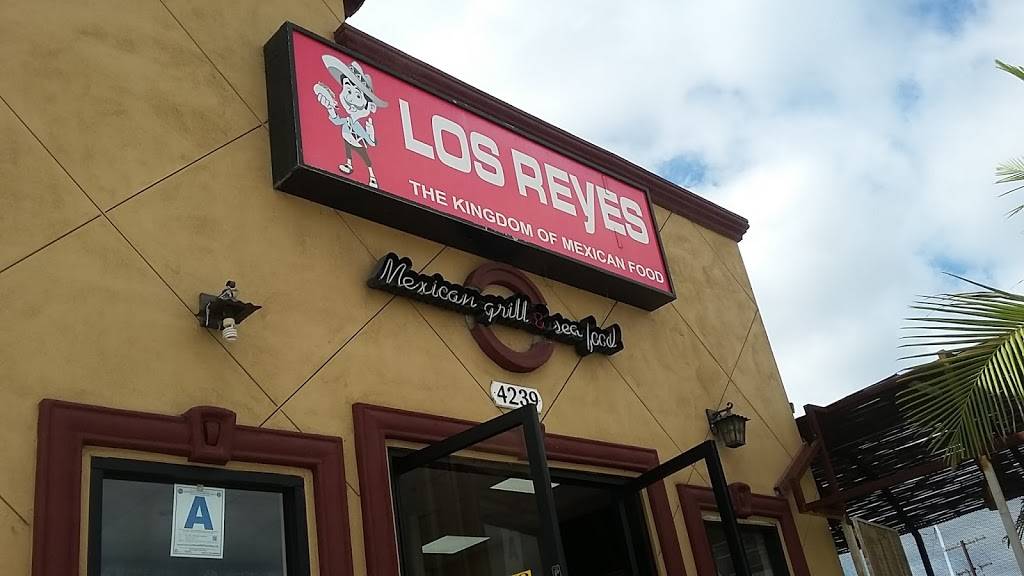 LOS REYES
THE KINGDOM OF MEXICAN FOOD
Mexican grill & sea food
4239
A